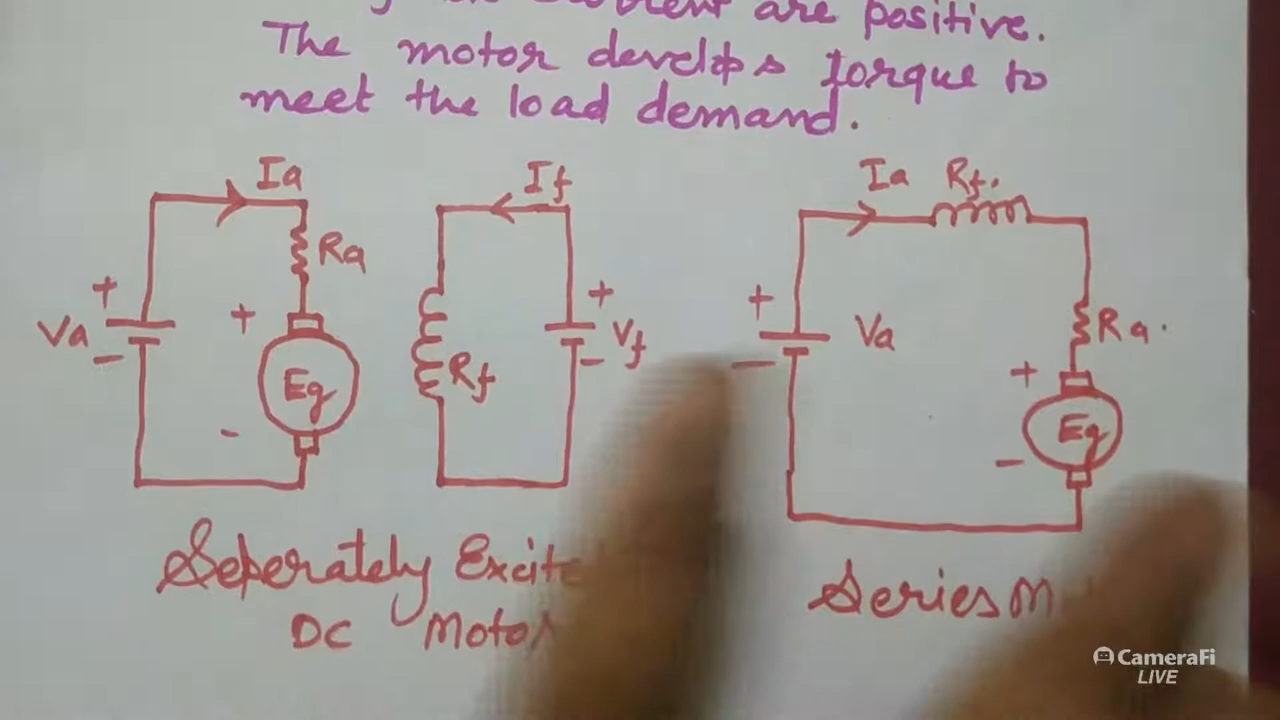 are positive.
The motor develops torque to
meet the load demand.
Ia
If
Ia Rf.
Ra
+
+
+
+
Va
Vf
Va
Ra.
-
-
-
+
Eg
Rf
Eg
-
-
Seperately
DC Motor
Series
CameraFi
LIVE